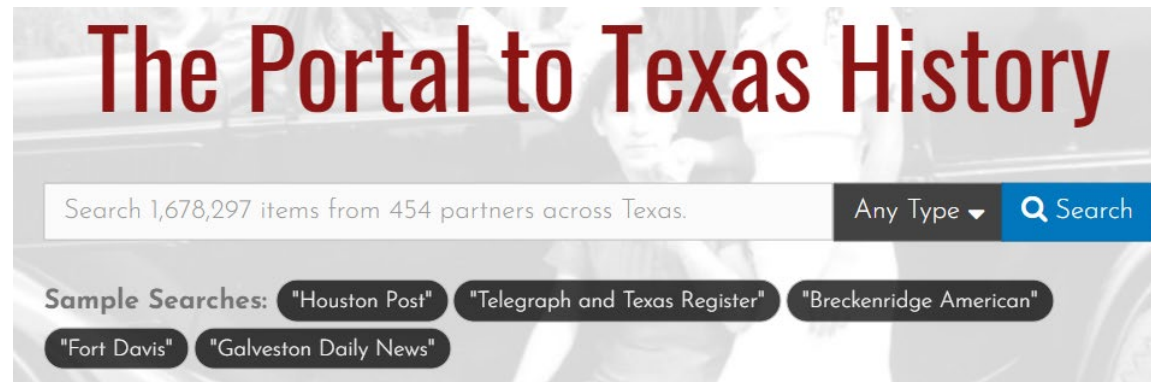 The Portal to Texas History
Search 1,678,297 items from 454 partners across Texas. Any Type Search
Sample Searches: "Houston Post" "Telegraph and Texas Register" "Breckenridge American"
"Fort Davis" "Galveston Daily News"